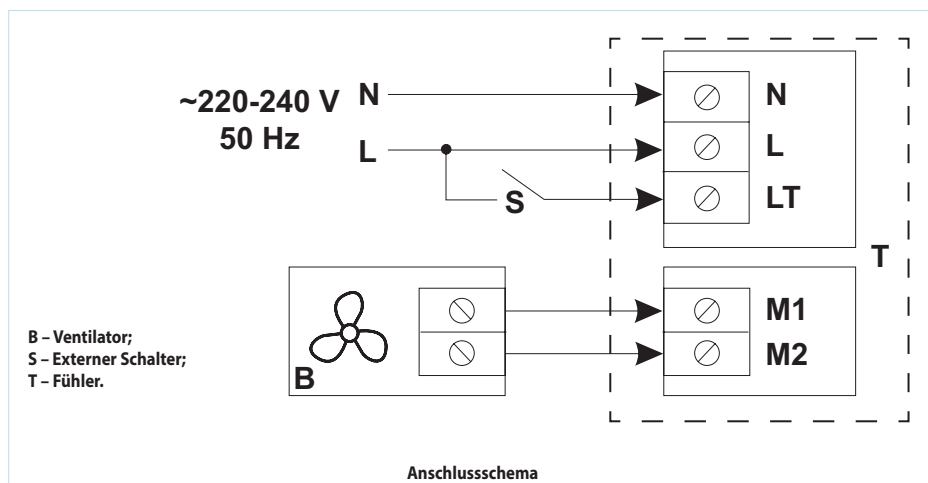 ~220-240 V
50 Hz
N
L
S
N
L
LT
T
M1
M2
B
B – Ventilator;
S – Externer Schalter;
T – Fühler.
Anschlussschema